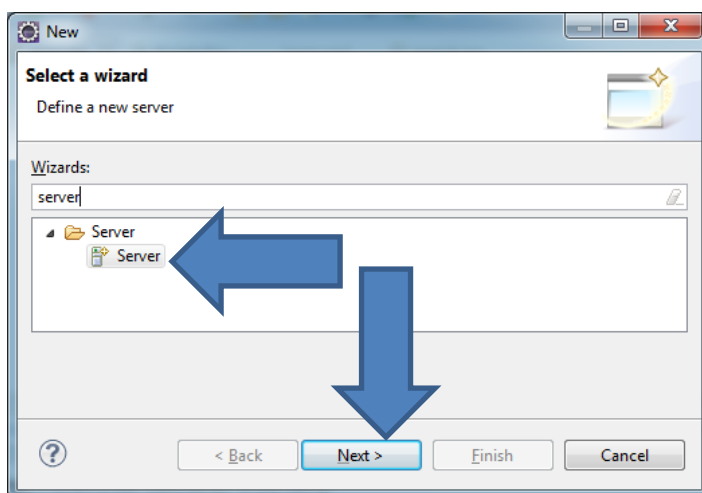 New
Select a wizard
Define a new server
Wizards:
server
Server
Server
< Back Next > Finish Cancel